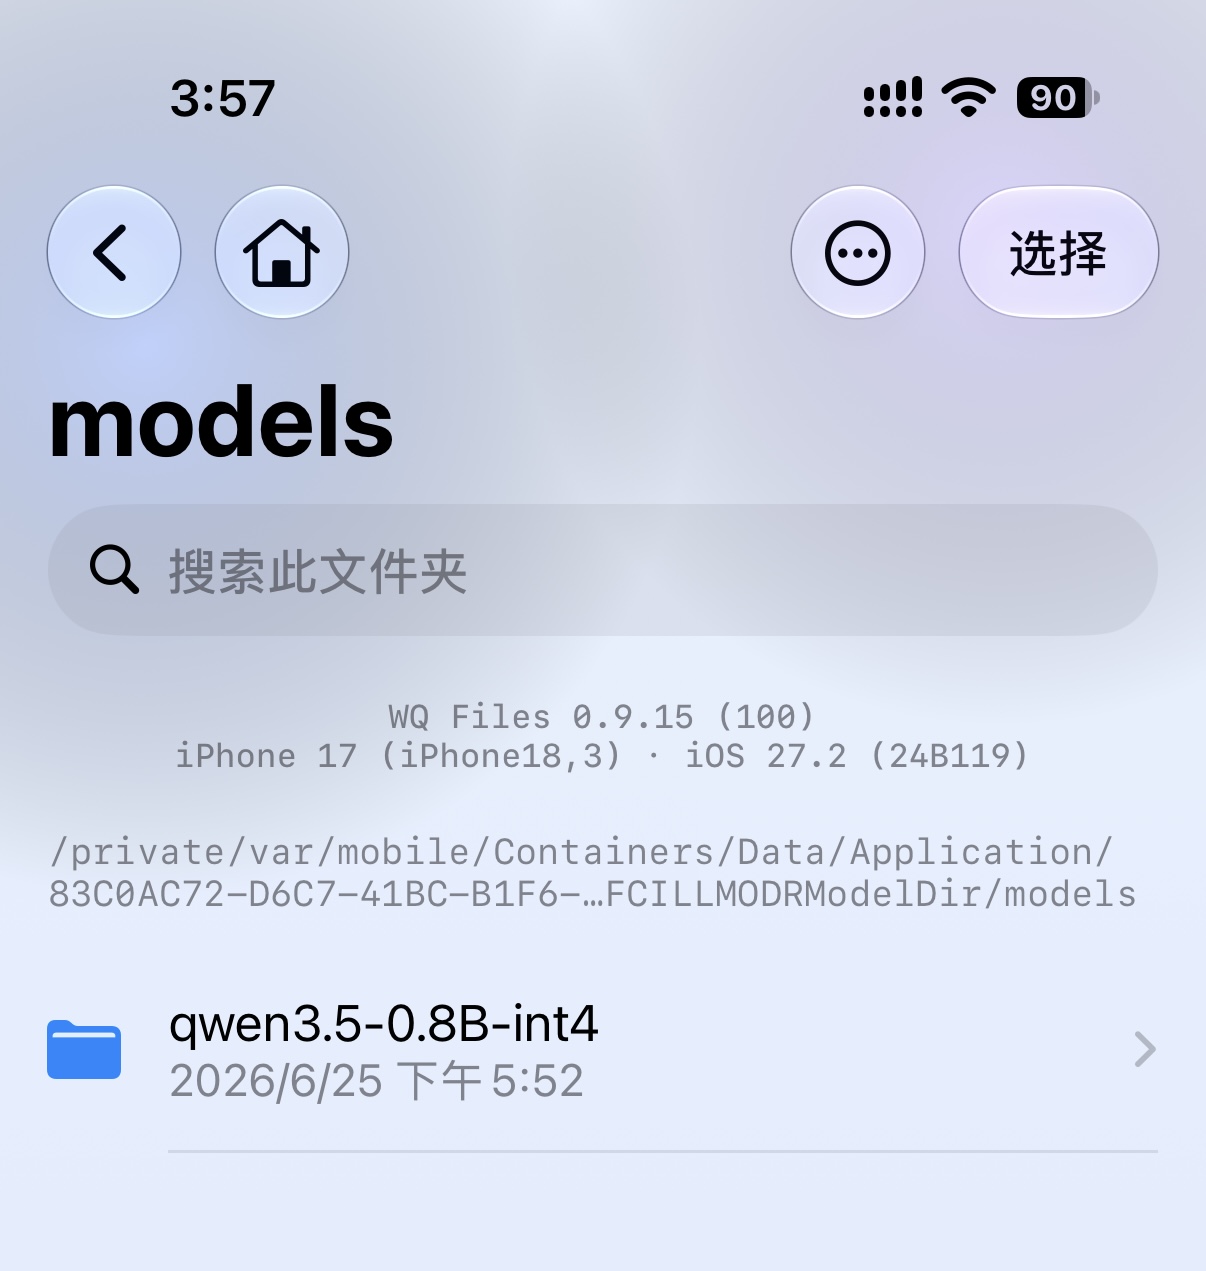 3:57
90
选择
models
搜索此文件夹
WQ Files 0.9.15 (100)
iPhone 17 (iPhone18,3) · iOS 27.2 (24B119)
/private/var/mobile/Containers/Data/Application/
83C0AC72–D6C7–41BC–B1F6–…FCILLMODRModelDir/models
qwen3.5-0.8B-int4
2026/6/25 下午5:52